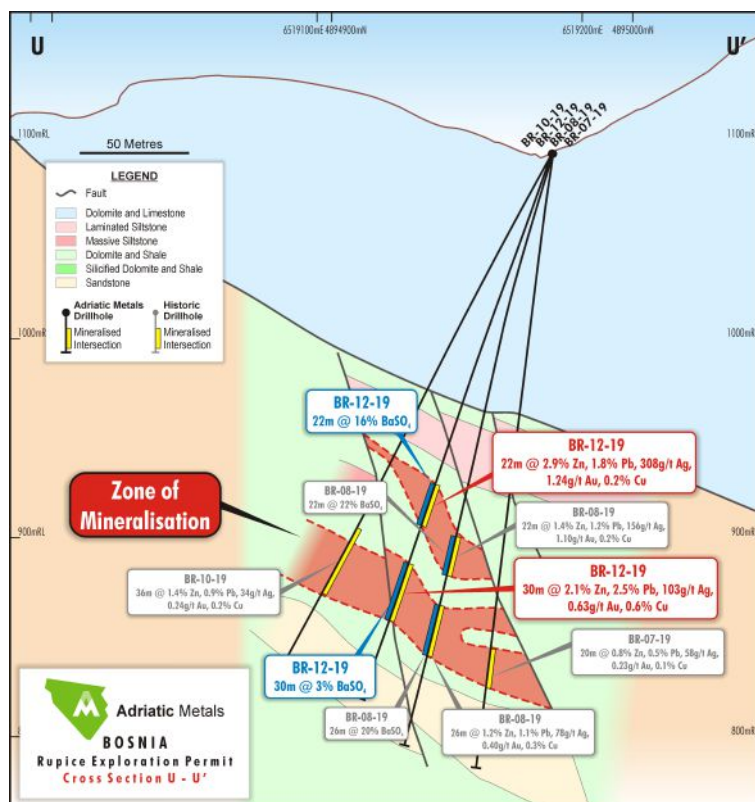 6519100mE 4894900mN
6519200mE 4895000mN
U
U'
BR-10-19
BR-12-19
BR-08-19
BR-07-19
1100mRL
1100mR
50 Metres
LEGEND
Fault
Dolomite and Limestone
Laminated Siltstone
Massive Siltstone
Dolomite and Shale
Silicified Dolomite and Shale
Sandstone
Adriatic Metals
Drillhole
Historic
Drillhole
Mineralised
Intersection
Mineralised
Intersection
1000mR
1000mR
BR-12-19
22m @ 16% BaSO₄
BR-12-19
22m @ 2.9% Zn, 1.8% Pb, 308g/t Ag,
1.24g/t Au, 0.2% Cu
Zone of
Mineralisation
BR-08-19
22m @ 22% BaSO₄
BR-08-19
22m @ 1.4% Zn, 1.2% Pb, 156g/t Ag,
1.10g/t Au, 0.2% Cu
900mRL
900mR
BR-12-19
30m @ 2.1% Zn, 2.5% Pb, 103g/t Ag,
0.63g/t Au, 0.6% Cu
BR-10-19
36m @ 1.4% Zn, 0.9% Pb, 34g/t Ag,
0.24g/t Au, 0.2% Cu
BR-07-19
20m @ 0.8% Zn, 0.5% Pb, 58g/t Ag,
0.23g/t Au, 0.1% Cu
BR-12-19
30m @ 3% BaSO₄
BR-08-19
26m @ 20% BaSO₄
BR-08-19
26m @ 1.2% Zn, 1.1% Pb, 78g/t Ag,
0.40g/t Au, 0.3% Cu
800mR
Adriatic Metals
BOSNIA
Rupice Exploration Permit
Cross Section U - U'